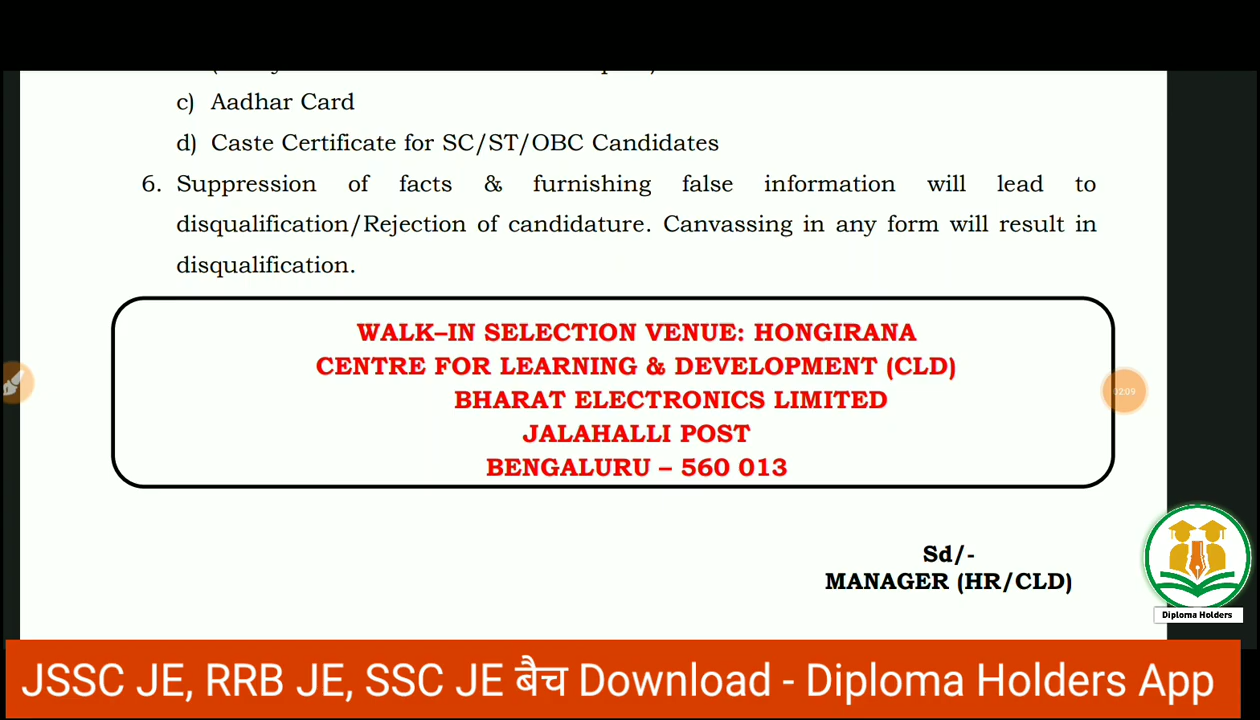 c) Aadhar Card
d) Caste Certificate for SC/ST/OBC Candidates
6. Suppression of facts & furnishing false information will lead to
disqualification/Rejection of candidature. Canvassing in any form will result in
disqualification.
WALK–IN SELECTION VENUE: HONGIRANA
CENTRE FOR LEARNING & DEVELOPMENT (CLD)
BHARAT ELECTRONICS LIMITED
JALAHALLI POST
BENGALURU – 560 013
02:09
Sd/-
MANAGER (HR/CLD)
Diploma Holders
JSSC JE, RRB JE, SSC JE बैच Download - Diploma Holders App